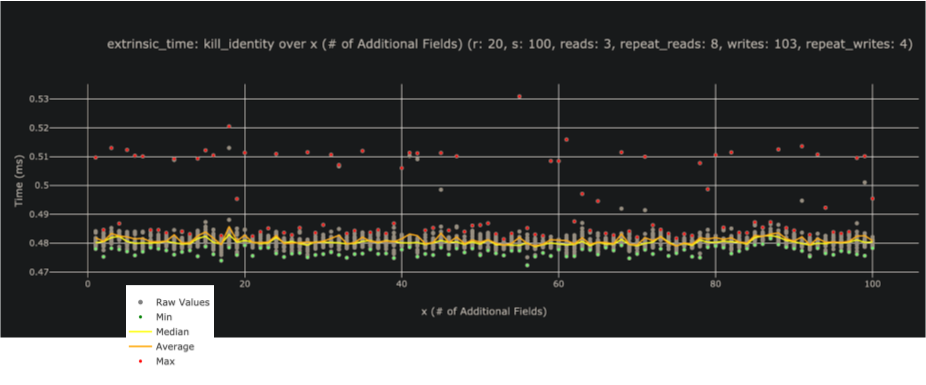 extrinsic_time: kill_identity over x (# of Additional Fields) (r: 20, s: 100, reads: 3, repeat_reads: 8, writes: 103, repeat_writes: 4)
0.53
0.52
0.51
0.5
0.49
0.48
0.47
Time (ms)
0
20
40
60
80
100
x (# of Additional Fields)
Raw Values
Min
Median
Average
Max